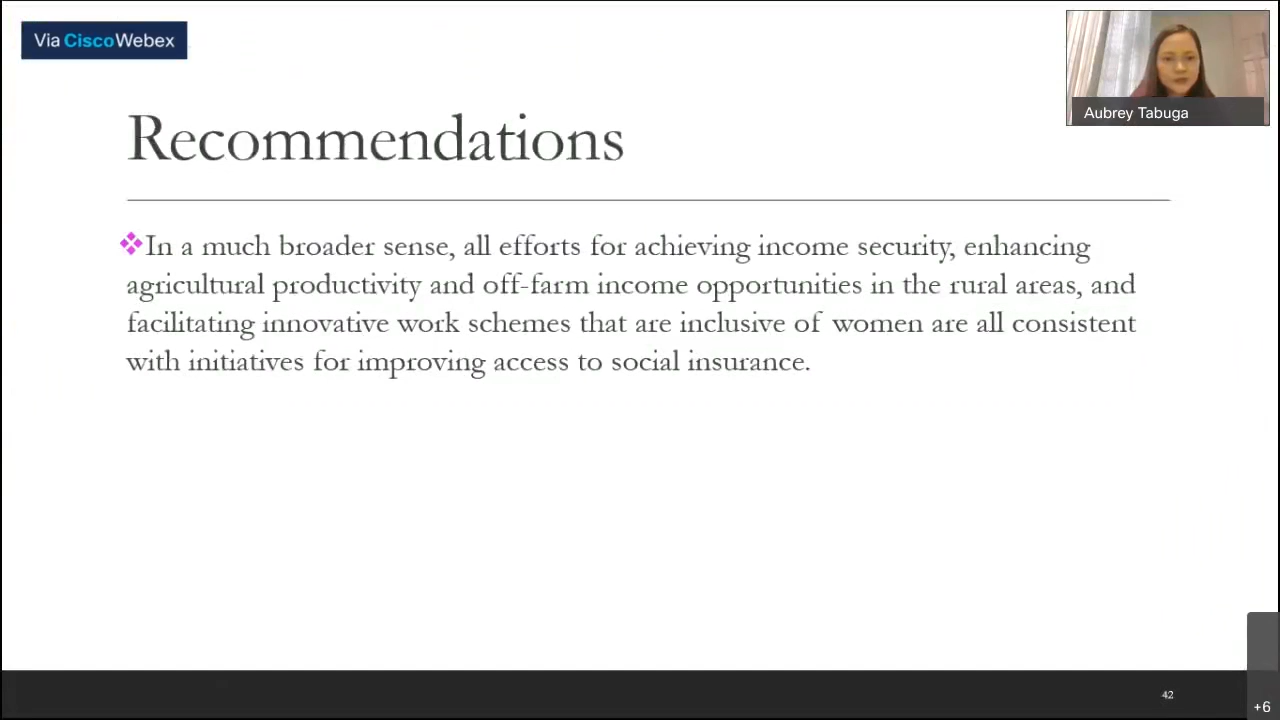 Via Cisco Webex
Aubrey Tabuga
Recommendations
In a much broader sense, all efforts for achieving income security, enhancing
agricultural productivity and off-farm income opportunities in the rural areas, and
facilitating innovative work schemes that are inclusive of women are all consistent
with initiatives for improving access to social insurance.
42
+6